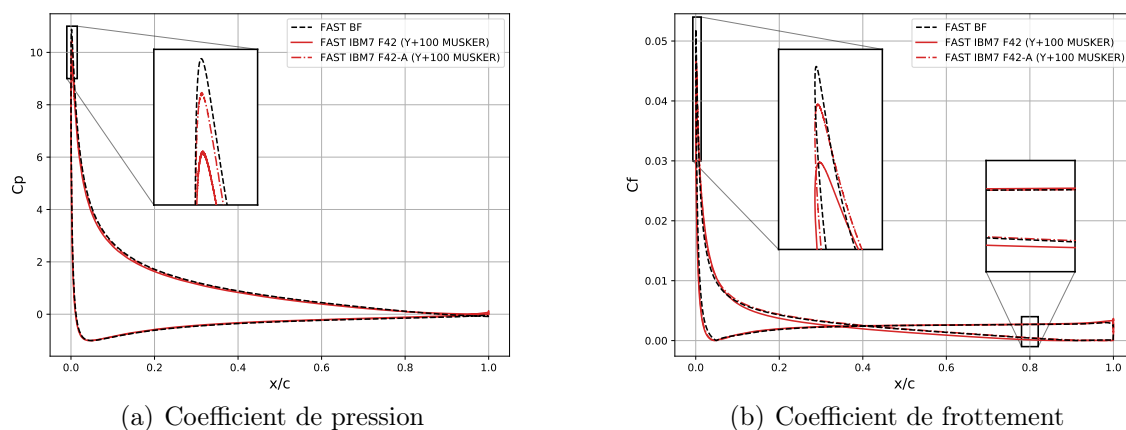 FAST BF
FAST IBM7 F42 (Y+100 MUSKER)
FAST IBM7 F42-A (Y+100 MUSKER)
10
8
6
4
2
0
Cp
0.0 0.2 0.4 0.6 0.8 1.0
x/c
(a) Coefficient de pression
FAST BF
FAST IBM7 F42 (Y+100 MUSKER)
FAST IBM7 F42-A (Y+100 MUSKER)
0.05
0.04
0.03
0.02
0.01
0.00
Cf
0.0 0.2 0.4 0.6 0.8 1.0
x/c
(b) Coefficient de frottement